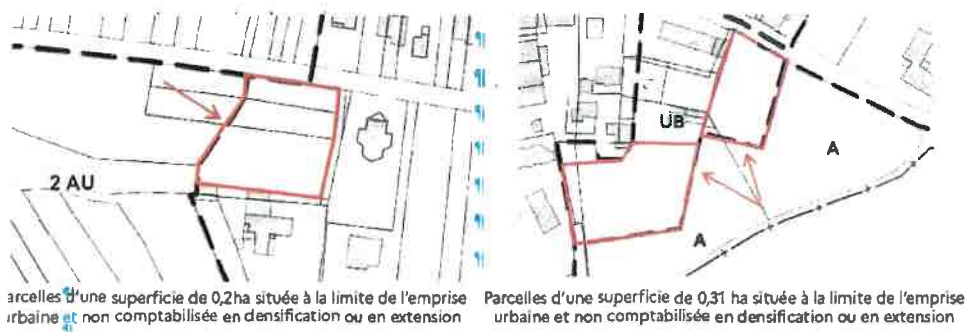 2 AU
UB
A
A
arcelles d'une superficie de 0,2ha située à la limite de l'emprise
urbaine et non comptabilisée en densification ou en extension
Parcelles d'une superficie de 0,31 ha située à la limite de l'emprise
urbaine et non comptabilisée en densification ou en extension